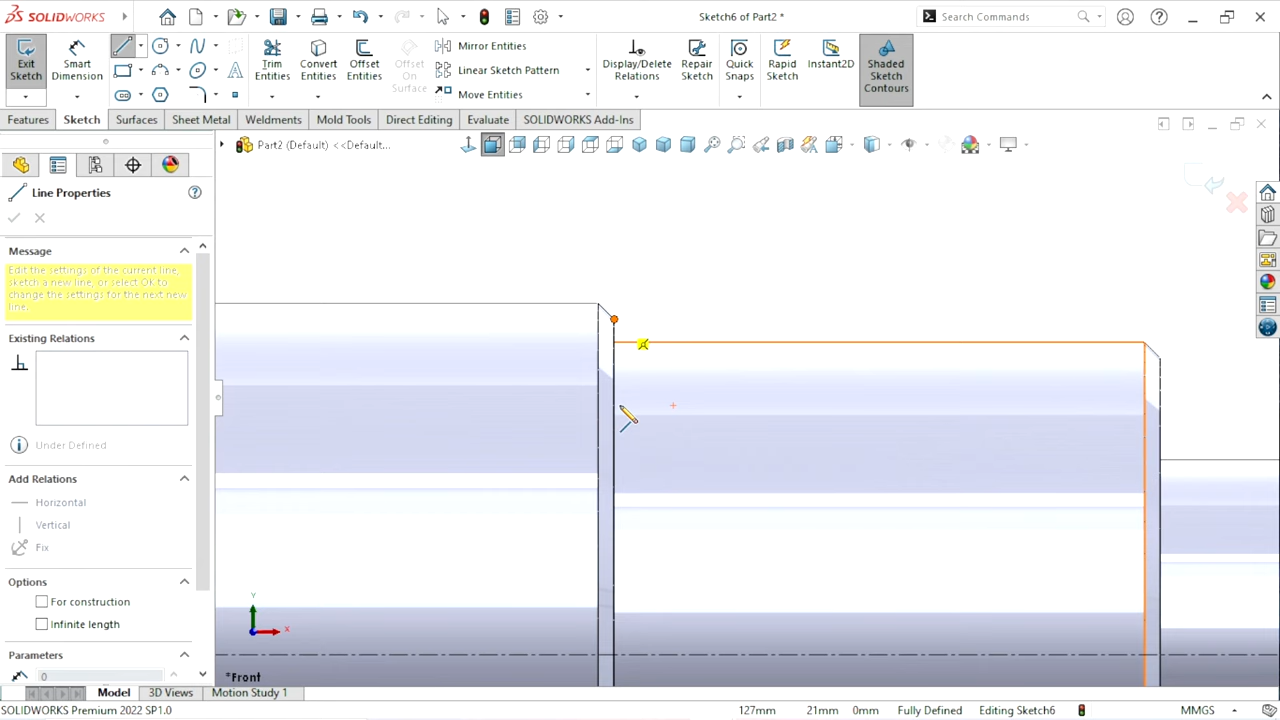 SOLIDWORKS
Sketch6 of Part2 *
Search Commands
Exit Sketch
Smart Dimension
Trim Entities
Convert Entities
Offset Entities
Offset On Surface
Mirror Entities
Linear Sketch Pattern
Move Entities
Display/Delete Relations
Repair Sketch
Quick Snaps
Rapid Sketch
Instant2D
Shaded Sketch Contours
Features
Sketch
Surfaces
Sheet Metal
Weldments
Mold Tools
Direct Editing
Evaluate
SOLIDWORKS Add-Ins
Part2 (Default) <<Default...
Line Properties
Message
Edit the settings of the current line,
sketch a new line, or select OK to
change the settings for the next new
line.
Existing Relations
Under Defined
Add Relations
Horizontal
Vertical
Fix
Options
For construction
Infinite length
Parameters
0
Y
X
*Front
Model
3D Views
Motion Study 1
SOLIDWORKS Premium 2022 SP1.0
127mm
21mm
0mm
Fully Defined
Editing Sketch6
MMGS